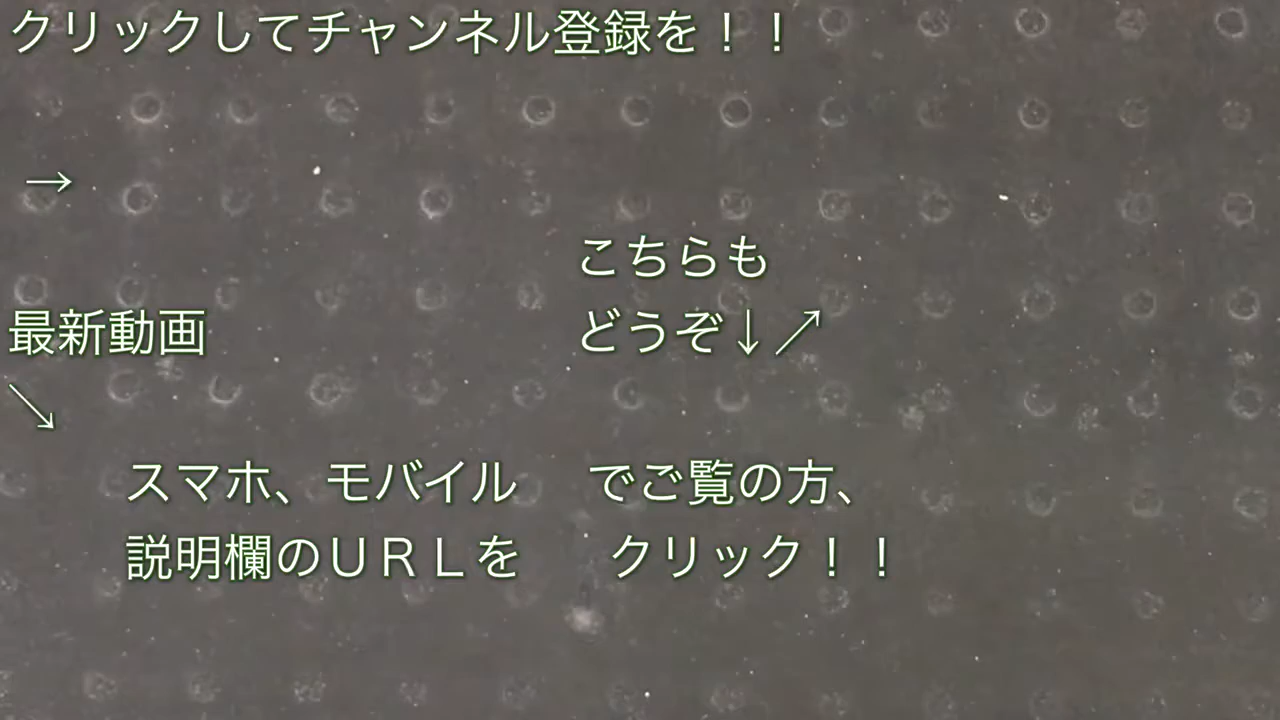 クリックしてチャンネル登録を！！
→
こちらも
最新動画
どうぞ↓↗
↘
スマホ、モバイル　でご覧の方、
説明欄のＵＲＬを　クリック！！